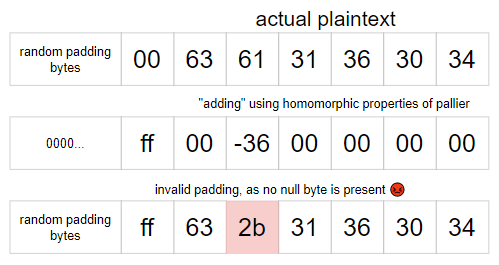 actual plaintext
random padding bytes 00 63 61 31 36 30 34
"adding" using homomorphic properties of pallier
0000... ff 00 -36 00 00 00 00
invalid padding, as no null byte is present 😡
random padding bytes ff 63 2b 31 36 30 34